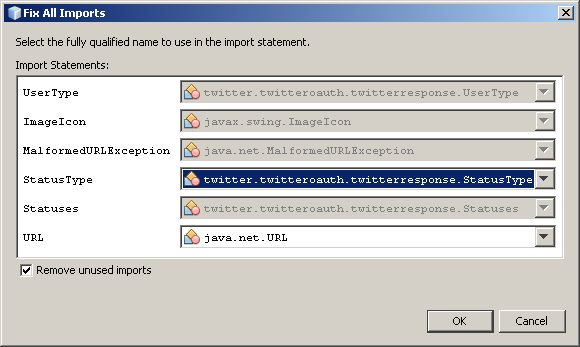 Fix All Imports
Select the fully qualified name to use in the import statement.
Import Statements:
UserType twitter.twitteroauth.twitterresponse.UserType
ImageIcon javax.swing.ImageIcon
MalformedURLException java.net.MalformedURLException
StatusType twitter.twitteroauth.twitterresponse.StatusType
Statuses twitter.twitteroauth.twitterresponse.Statuses
URL java.net.URL
Remove unused imports
OK Cancel